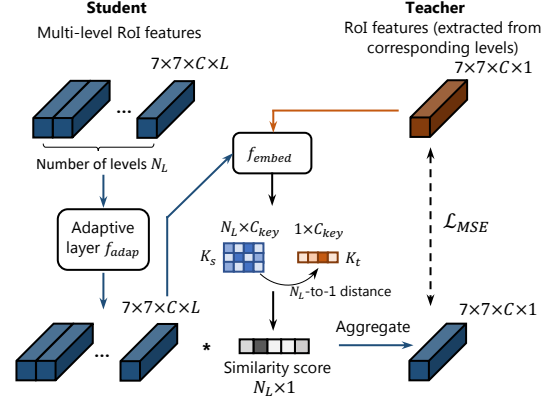 Student
Teacher
Multi-level RoI features
RoI features (extracted from
corresponding levels)
7×7×C×L
7×7×C×1
...
Number of levels N_L
f_embed
Adaptive
layer f_adap
N_L×C_key
1×C_key
K_s
K_t
N_L-to-1 distance
L_MSE
7×7×C×L
7×7×C×1
...
*
Aggregate
Similarity score
N_L×1